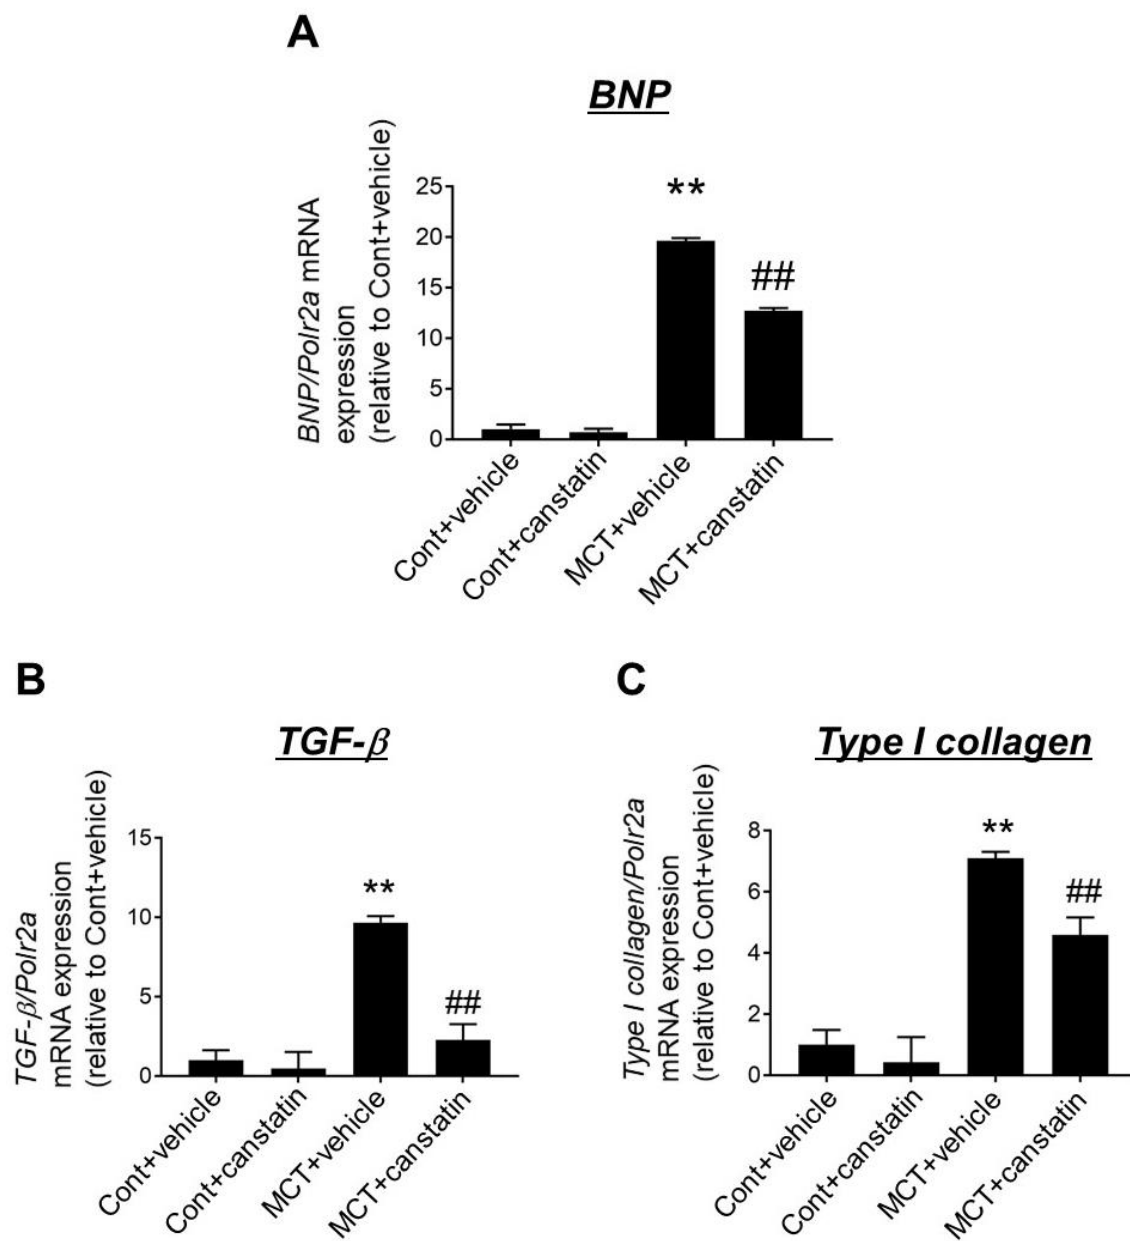 A
BNP
BNP/Polr2a mRNA
expression
(relative to Cont+vehicle)
25
20
15
10
5
0
**
##
Cont+vehicle
Cont+canstatin
MCT+vehicle
MCT+canstatin
B
TGF-β
TGF-β/Polr2a
mRNA expression
(relative to Cont+vehicle)
15
10
5
0
**
##
Cont+vehicle
Cont+canstatin
MCT+vehicle
MCT+canstatin
C
Type I collagen
Type I collagen/Polr2a
mRNA expression
(relative to Cont+vehicle)
8
6
4
2
0
**
##
Cont+vehicle
Cont+canstatin
MCT+vehicle
MCT+canstatin